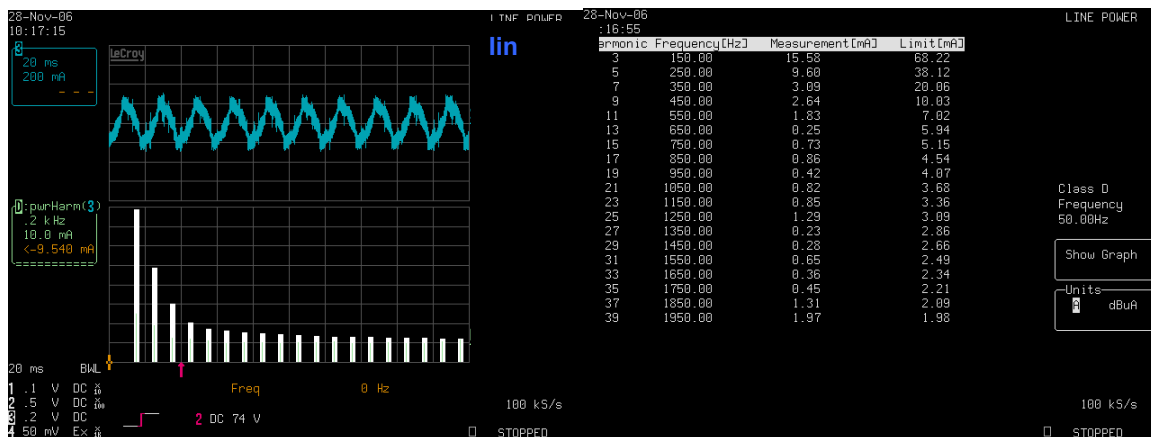 28-Nov-06
10:17:15
LINE POWER
lin
3
20 ms
200 mA
LeCroy
D:pwrHarm(3)
.2 kHz
10.0 mA
<-9.540 mA
20 ms BWL
1 .1 V DC
2 .5 V DC
3 .2 V DC
4 50 mV Ex
Freq 0 Hz
2 DC 74 V
100 kS/s
STOPPED
28-Nov-06
:16:55
LINE POWER
armonic Frequency[Hz] Measurement[mA] Limit[mA]
3 150.00 15.58 68.22
5 250.00 9.60 38.12
7 350.00 3.09 20.06
9 450.00 2.64 10.03
11 550.00 1.83 7.02
13 650.00 0.25 5.94
15 750.00 0.73 5.15
17 850.00 0.86 4.54
19 950.00 0.42 4.07
21 1050.00 0.82 3.68
23 1150.00 0.85 3.36
25 1250.00 1.29 3.09
27 1350.00 0.23 2.86
29 1450.00 0.28 2.66
31 1550.00 0.65 2.49
33 1650.00 0.36 2.34
35 1750.00 0.45 2.21
37 1850.00 1.31 2.09
39 1950.00 1.97 1.98
Class D
Frequency
50.00Hz
Show Graph
Units
A dBuA
100 kS/s
STOPPED